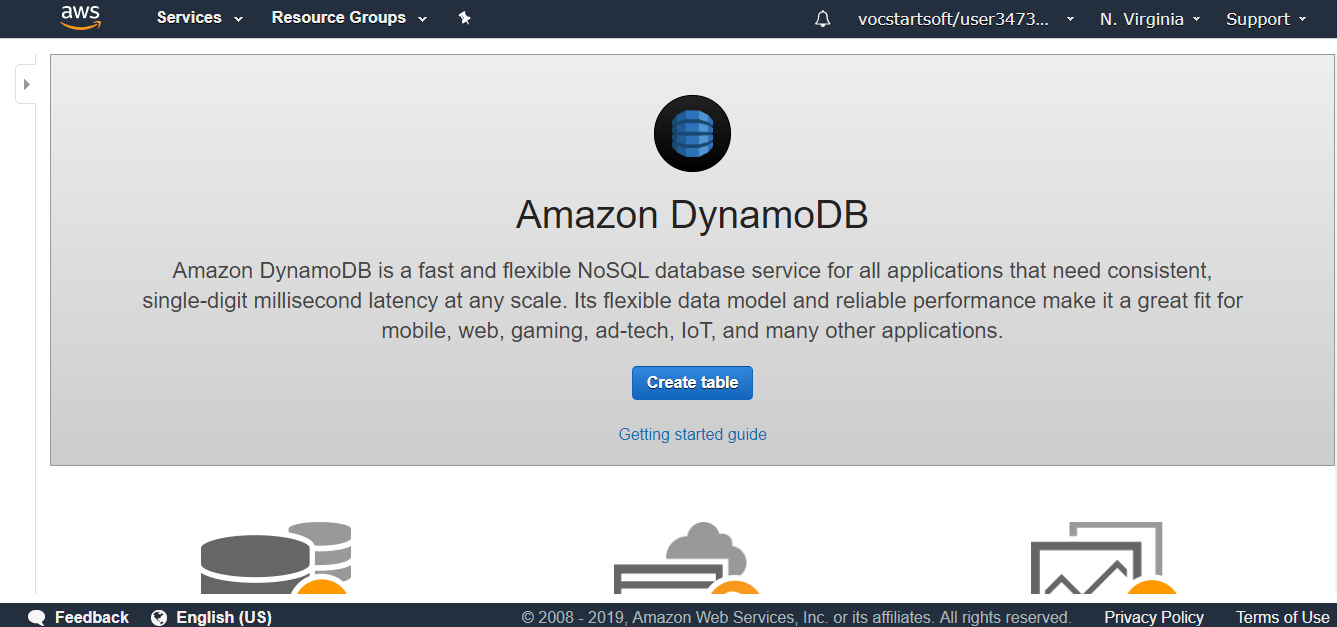 aws Services Resource Groups vocstartsoft/user3473... N. Virginia Support
Amazon DynamoDB
Amazon DynamoDB is a fast and flexible NoSQL database service for all applications that need consistent,
single-digit millisecond latency at any scale. Its flexible data model and reliable performance make it a great fit for
mobile, web, gaming, ad-tech, IoT, and many other applications.
Create table
Getting started guide
Feedback English (US) © 2008 - 2019, Amazon Web Services, Inc. or its affiliates. All rights reserved. Privacy Policy Terms of Use